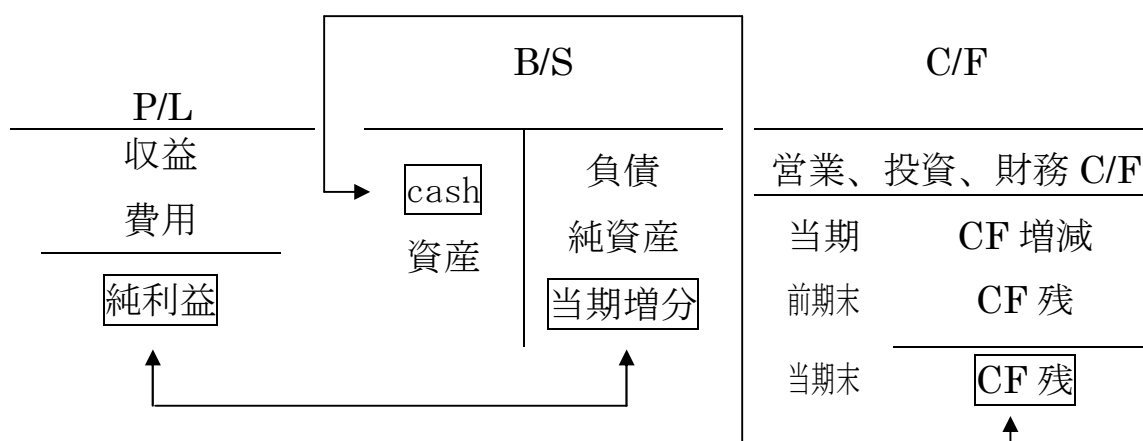 P/L
収益
費用
純利益
B/S
cash
資産
負債
純資産
当期増分
C/F
営業、投資、財務 C/F
当期 CF 増減
前期末 CF 残
当期末 CF 残